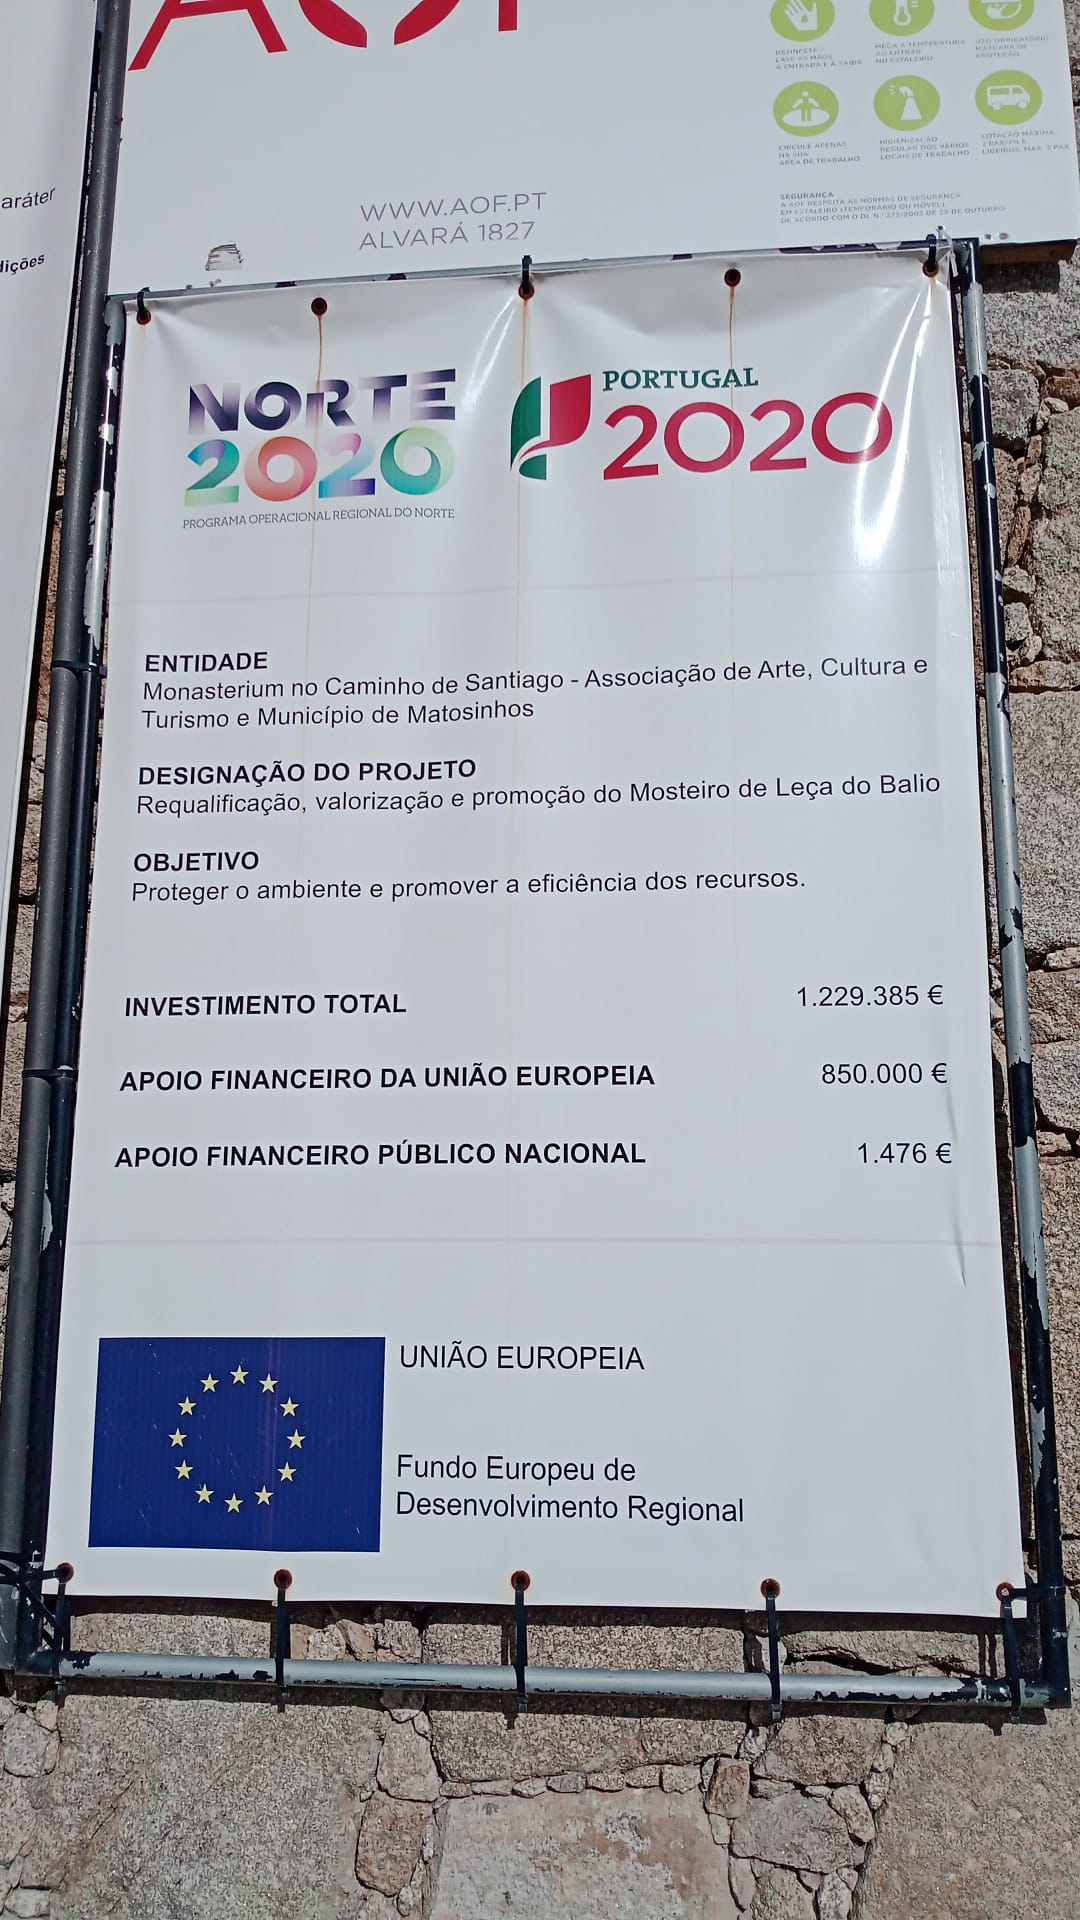 AOF
DESINFETE /
LAVE AS MÃOS
À ENTRADA E À SAÍDA
MEÇA A TEMPERATURA
AO ENTRAR
NO ESTALEIRO
USO OBRIGATÓRIO
MÁSCARA DE
PROTEÇÃO
CIRCULE APENAS
NA SUA
ÁREA DE TRABALHO
HIGIENIZAÇÃO
REGULAR DOS VÁRIOS
LOCAIS DE TRABALHO
LOTAÇÃO MÁXIMA
2 PAX/FILA
LIGEIROS, MAX. 3 PAX
SEGURANÇA
A AOF RESPEITA AS NORMAS DE SEGURANÇA
EM ESTALEIRO (TEMPORÁRIO OU MÓVEL),
DE ACORDO COM O DL N.º 273/2003 DE 29 DE OUTUBRO
WWW.AOF.PT
ALVARÁ 1827
aráter
dições
NORTE
2020
PROGRAMA OPERACIONAL REGIONAL DO NORTE
PORTUGAL
2020
ENTIDADE
Monasterium no Caminho de Santiago - Associação de Arte, Cultura e
Turismo e Município de Matosinhos
DESIGNAÇÃO DO PROJETO
Requalificação, valorização e promoção do Mosteiro de Leça do Balio
OBJETIVO
Proteger o ambiente e promover a eficiência dos recursos.
INVESTIMENTO TOTAL 1.229.385 €
APOIO FINANCEIRO DA UNIÃO EUROPEIA 850.000 €
APOIO FINANCEIRO PÚBLICO NACIONAL 1.476 €
UNIÃO EUROPEIA
Fundo Europeu de
Desenvolvimento Regional